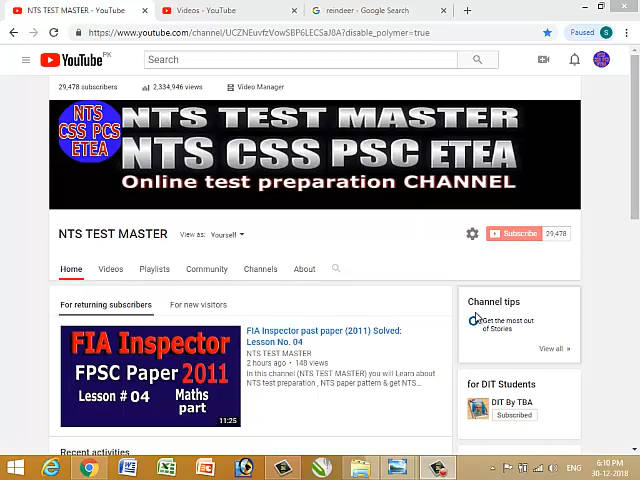 NTS TEST MASTER - YouTube
Videos - YouTube
reindeer - Google Search
https://www.youtube.com/channel/UCZNEuvfzVowSBP6LECSaJ8A?disable_polymer=true
Paused
S
YouTube PK
Search
29,478 subscribers
2,334,946 views
Video Manager
NTS
CSS PCS
ETEA
NTS TEST MASTER
NTS CSS PSC ETEA
Online test preparation CHANNEL
NTS TEST MASTER
View as: Yourself
Subscribe 29,478
Home Videos Playlists Community Channels About
For returning subscribers
For new visitors
FIA Inspector
FPSC Paper 2011
Lesson # 04
Maths
part
11:25
FIA Inspector past paper (2011) Solved:
Lesson No. 04
NTS TEST MASTER
2 hours ago • 148 views
In this channel (NTS TEST MASTER) you will Learn about
NTS test preparation , NTS paper pattern & get NTS...
Recent activities
Channel tips
Get the most out
of Stories
View all »
for DIT Students
DIT By TBA
Subscribed
ENG
6:10 PM
30-12-2018